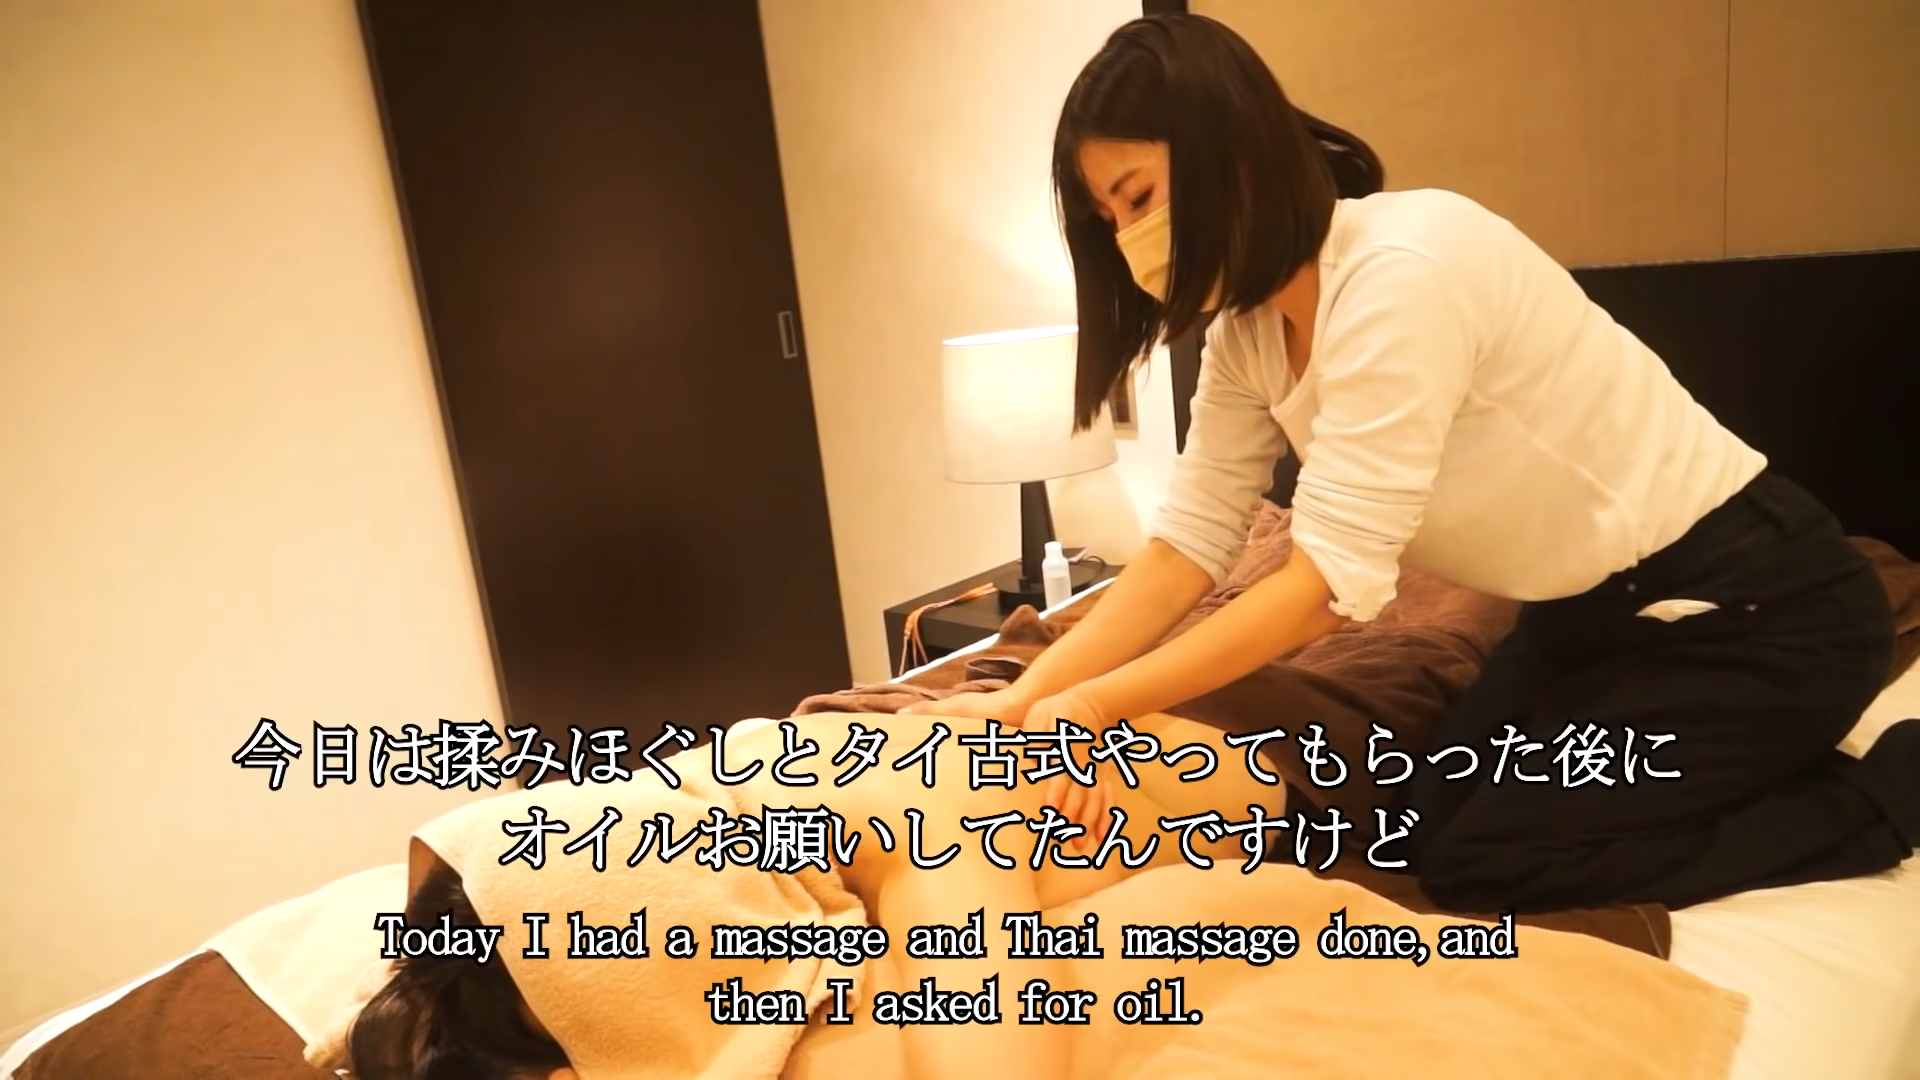 今日は揉みほぐしとタイ古式やってもらった後に
オイルお願いしてたんですけど
Today I had a massage and Thai massage done,and
then I asked for oil.